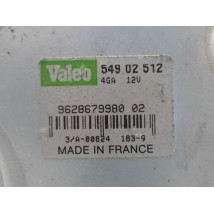 Valeo 549 02 512
4GA 12V
9628679980 02
3/A-00824 183-9
MADE IN FRANCE